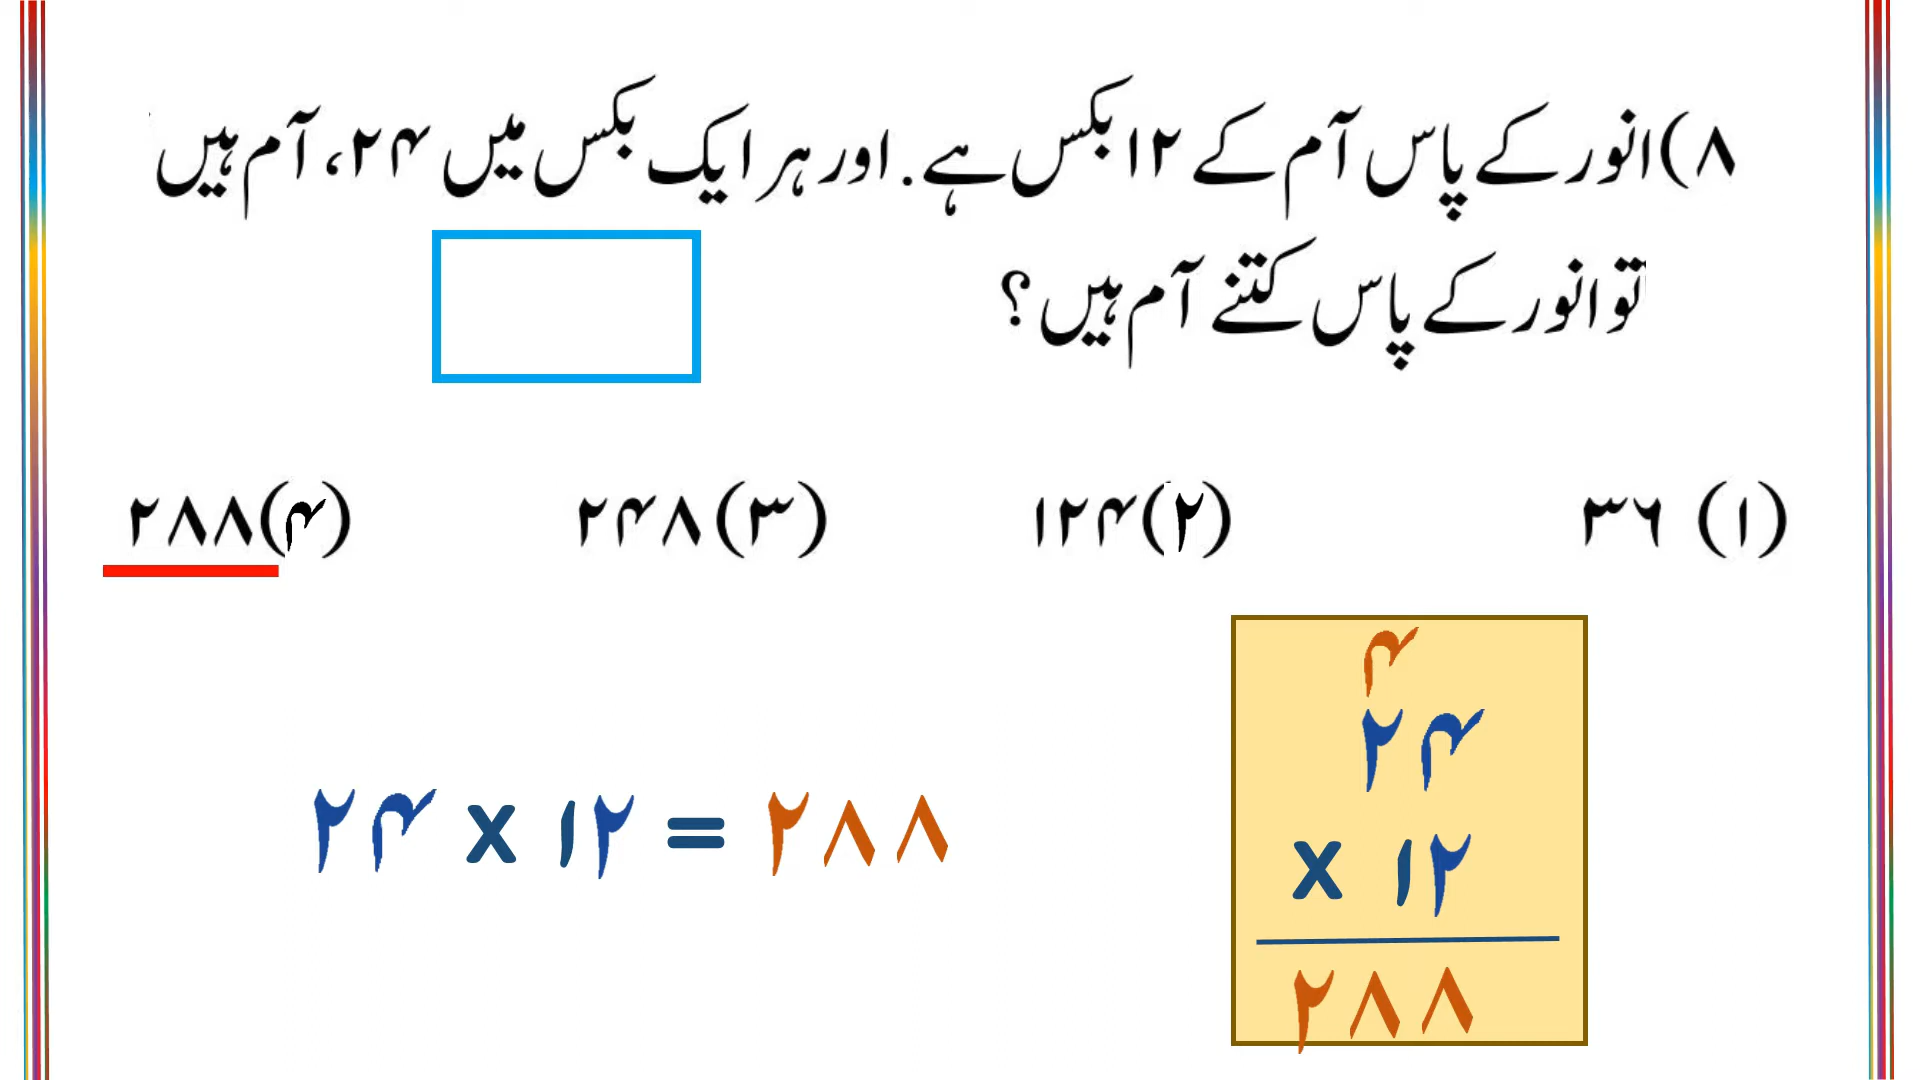 ۸) انور کے پاس آم کے ۱۲ بکس ہے. اور ہر ایک بکس میں ۲۴، آم ہیں
تو انور کے پاس کتنے آم ہیں؟
(۱) ۳۶ (۲) ۱۲۴ (۳) ۲۴۸ (۴) ۲۸۸
۴
۲۴
x ۱۲
۲۸۸
۲۴ x ۱۲ = ۲۸۸